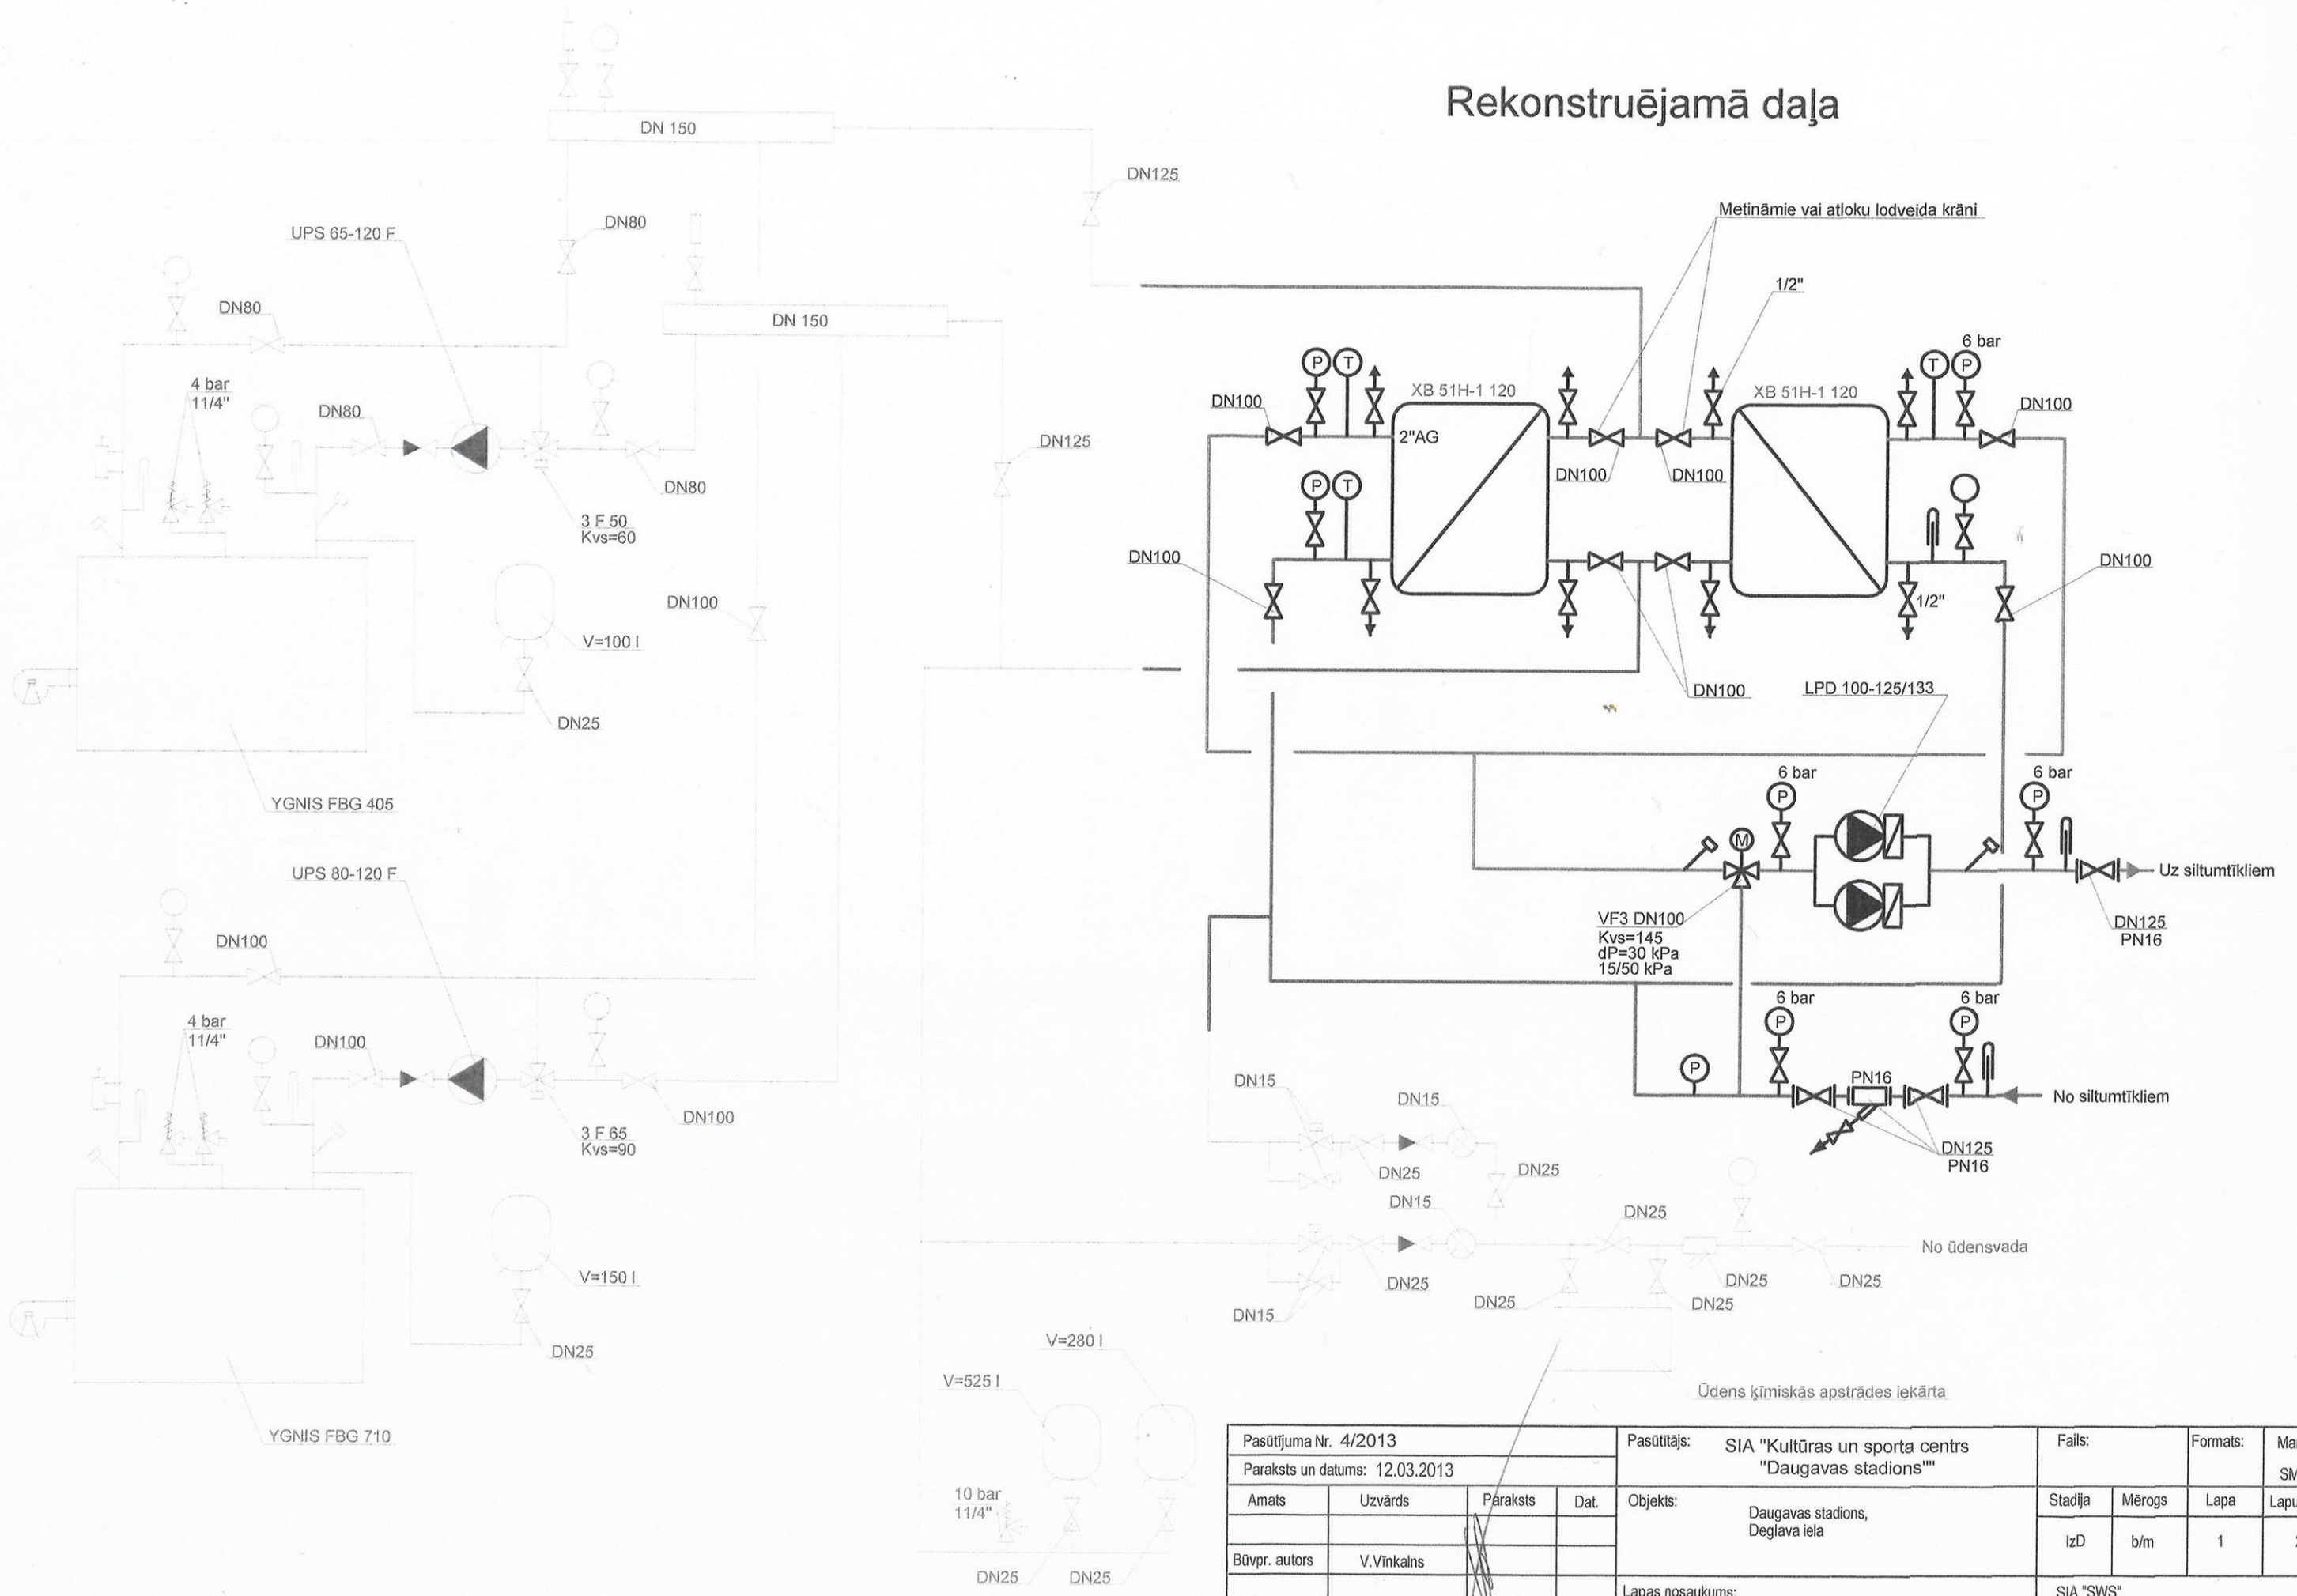 Rekonstruējamā daļa
DN 150
DN125
Metināmie vai atloku lodveida krāni
DN80
UPS 65-120 F
1/2"
DN80
DN 150
6 bar
P
T
T
P
4 bar
11/4"
XB 51H-1 120
XB 51H-1 120
DN100
DN100
DN80
2"AG
DN125
DN100
DN100
DN80
P
T
3 F 50
Kvs=60
DN100
DN100
DN100
1/2"
V=100 l
DN100
LPD 100-125/133
DN25
6 bar
6 bar
P
P
YGNIS FBG 405
M
UPS 80-120 F
Uz siltumtīkliem
VF3 DN100
Kvs=145
dP=30 kPa
15/50 kPa
DN125
PN16
DN100
6 bar
6 bar
P
P
4 bar
11/4"
DN100
P
PN16
DN15
DN15
No siltumtīkliem
DN100
3 F 65
Kvs=90
DN125
PN16
DN25
DN25
DN15
DN25
No ūdensvada
V=150 l
DN25
DN25
DN25
DN25
DN25
DN15
V=280 l
DN25
V=525 l
Ūdens ķīmiskās apstrādes iekārta
YGNIS FBG 710
10 bar
11/4"
DN25
DN25
Pasūtījuma Nr. 4/2013
Pasūtītājs: SIA "Kultūras un sporta centrs
"Daugavas stadions""
Fails:
Formats:
Ma
SM
Paraksts un datums: 12.03.2013
Amats
Uzvārds
Paraksts
Dat.
Objekts:
Daugavas stadions,
Deglava iela
Stadija
Mērogs
Lapa
Lapu
IzD
b/m
1
Būvpr. autors
V.Vīnkalns
Lapas nosaukums:
SIA "SWS"